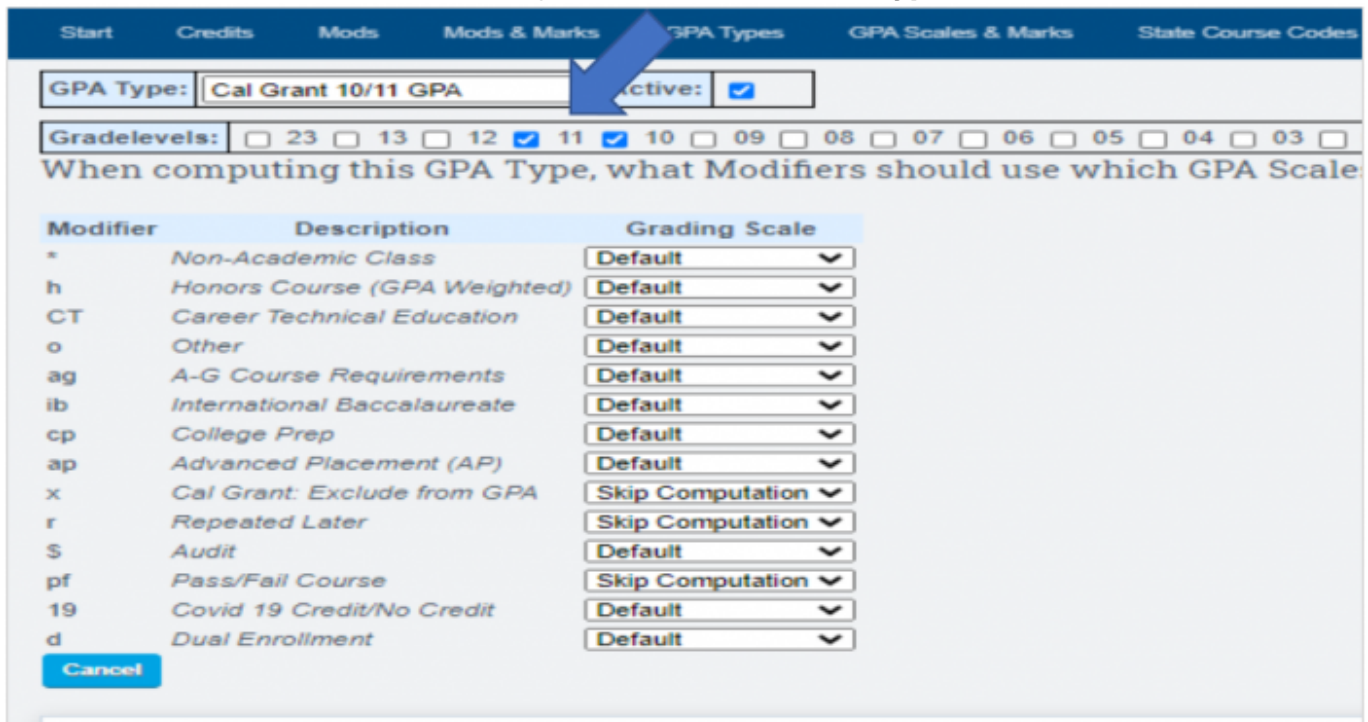 Start Credits Mods Mods & Marks GPA Types GPA Scales & Marks State Course Codes
GPA Type: Cal Grant 10/11 GPA Active:
Gradelevels: 23 13 12 11 10 09 08 07 06 05 04 03
When computing this GPA Type, what Modifiers should use which GPA Scale
Modifier Description Grading Scale
* Non-Academic Class Default
h Honors Course (GPA Weighted) Default
CT Career Technical Education Default
o Other Default
ag A-G Course Requirements Default
ib International Baccalaureate Default
cp College Prep Default
ap Advanced Placement (AP) Default
x Cal Grant: Exclude from GPA Skip Computation
r Repeated Later Skip Computation
$ Audit Default
pf Pass/Fail Course Skip Computation
19 Covid 19 Credit/No Credit Default
d Dual Enrollment Default
Cancel